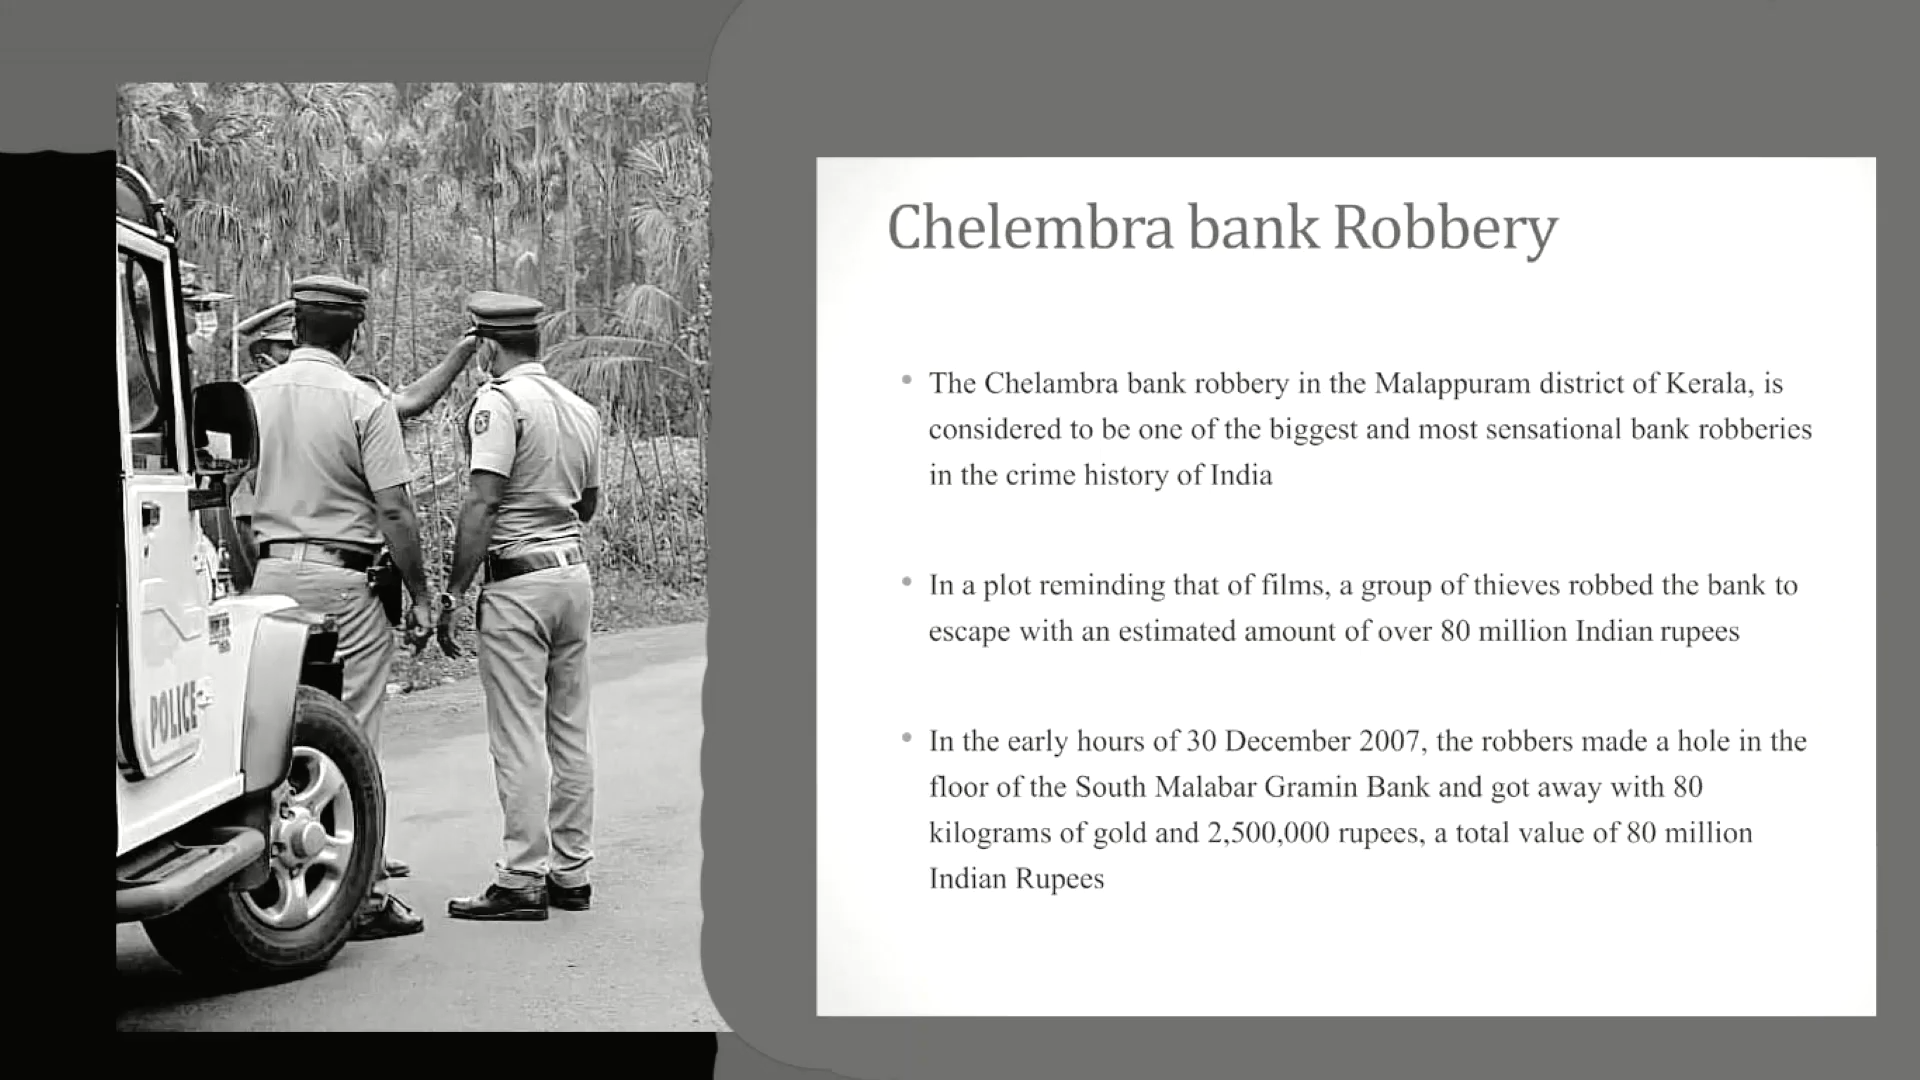 Chelembra bank Robbery
• The Chelambra bank robbery in the Malappuram district of Kerala, is
considered to be one of the biggest and most sensational bank robberies
in the crime history of India
• In a plot reminding that of films, a group of thieves robbed the bank to
escape with an estimated amount of over 80 million Indian rupees
• In the early hours of 30 December 2007, the robbers made a hole in the
floor of the South Malabar Gramin Bank and got away with 80
kilograms of gold and 2,500,000 rupees, a total value of 80 million
Indian Rupees
POLICE